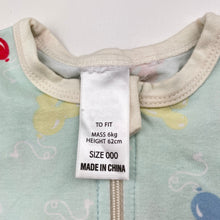 TO FIT
MASS 6kg
HEIGHT 62cm
SIZE 000
MADE IN CHINA